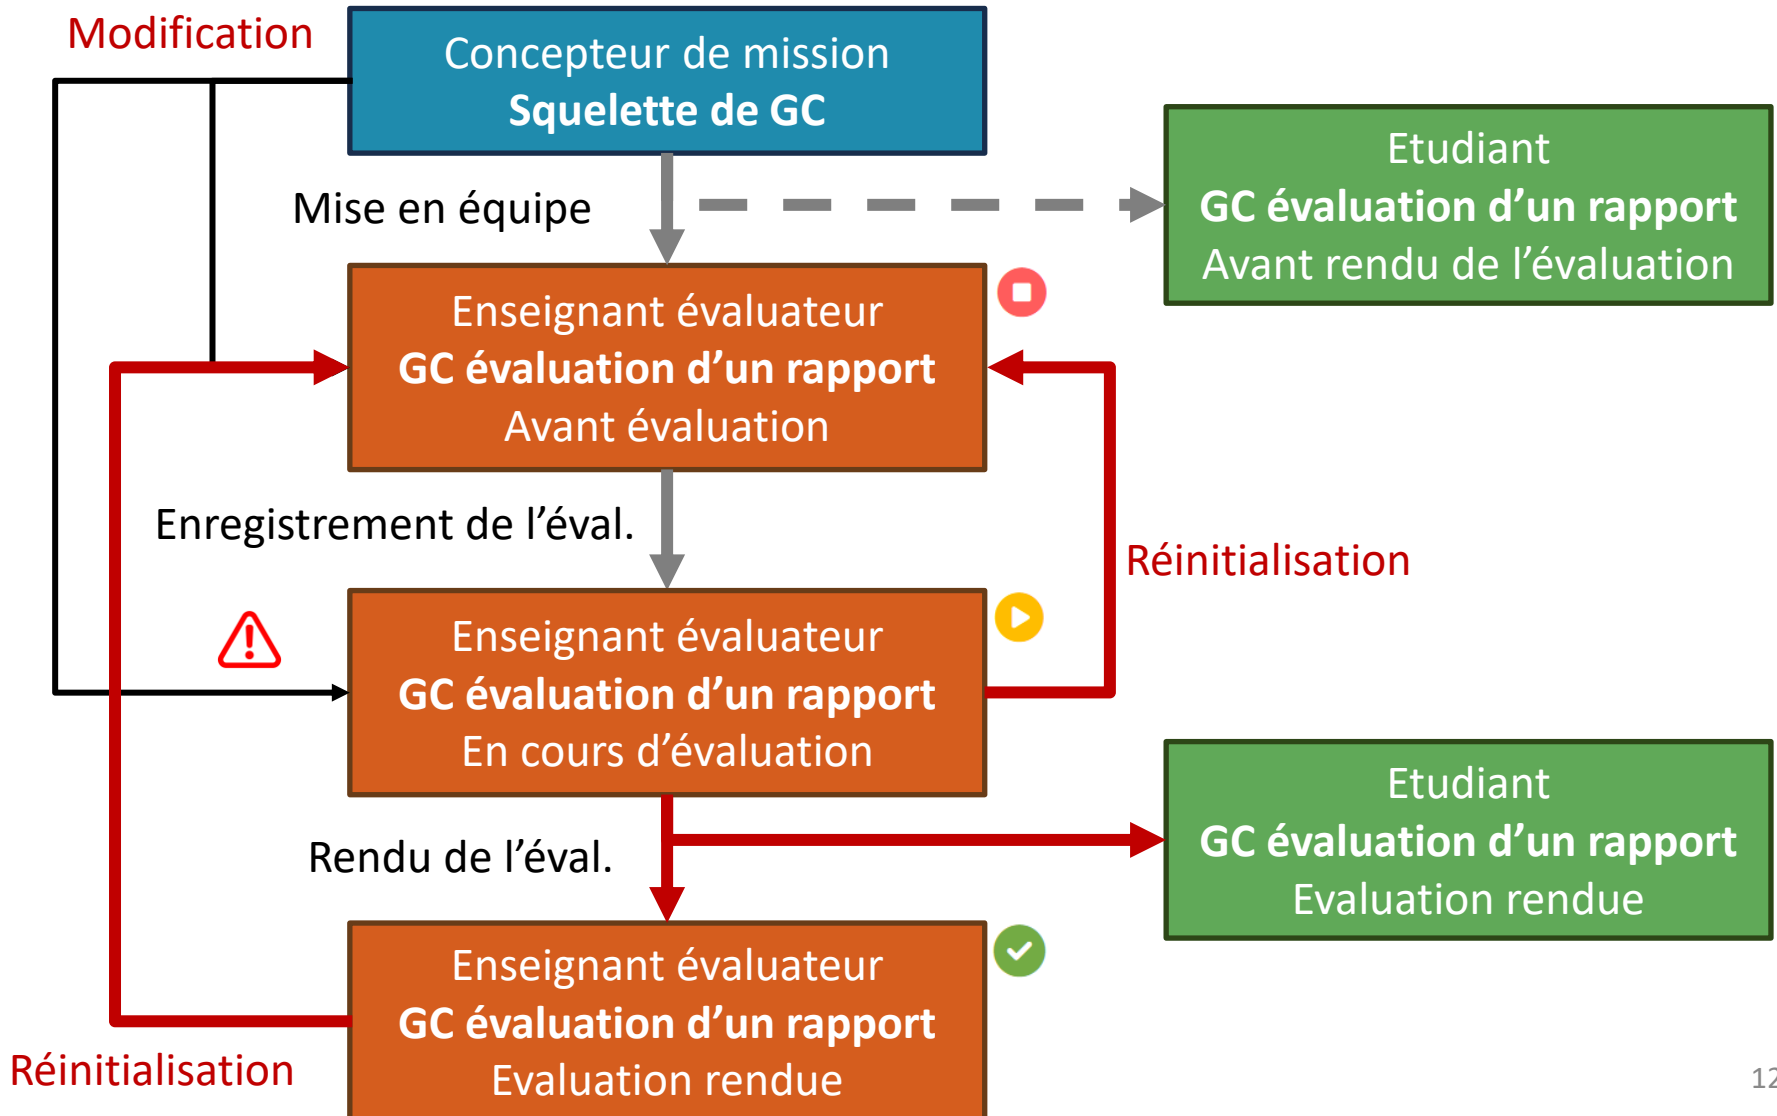 Modification
Concepteur de mission
Squelette de GC
Mise en équipe
Etudiant
GC évaluation d’un rapport
Avant rendu de l’évaluation
Enseignant évaluateur
GC évaluation d’un rapport
Avant évaluation
Enregistrement de l’éval.
Réinitialisation
Enseignant évaluateur
GC évaluation d’un rapport
En cours d’évaluation
Rendu de l’éval.
Etudiant
GC évaluation d’un rapport
Evaluation rendue
Enseignant évaluateur
GC évaluation d’un rapport
Evaluation rendue
Réinitialisation
12